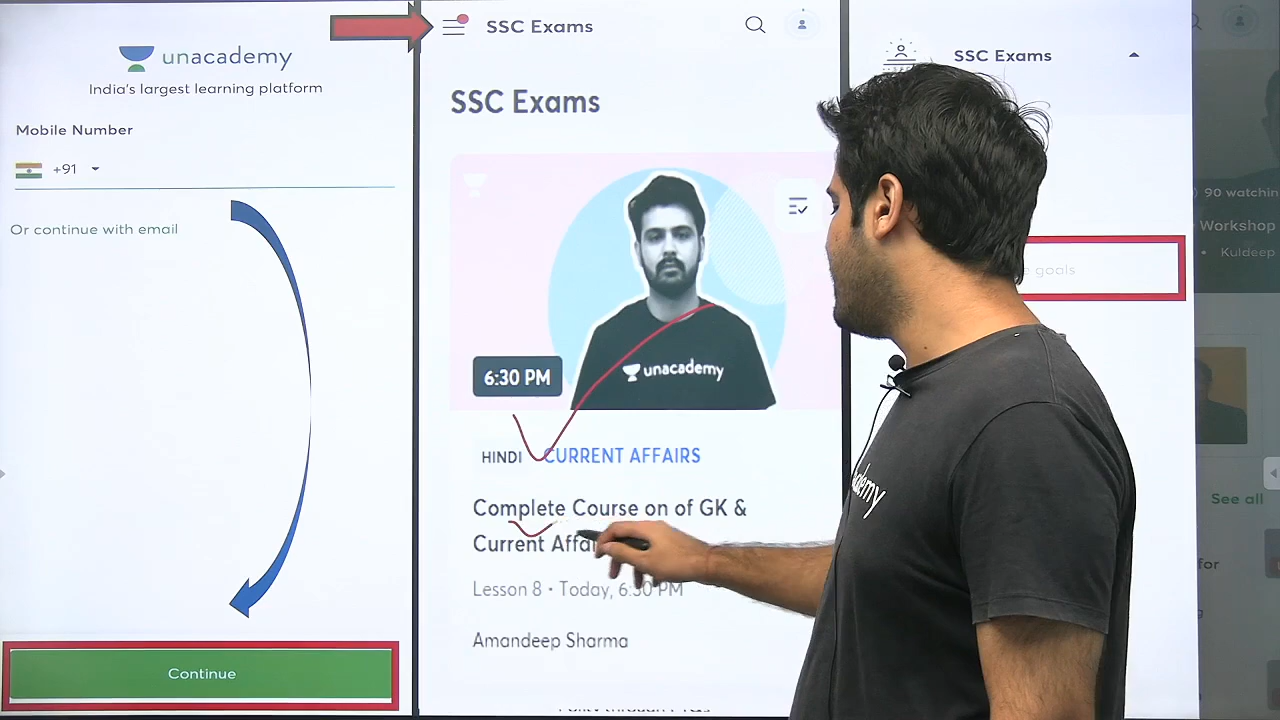 unacademy
India's largest learning platform
Mobile Number
+91
Or continue with email
Continue
SSC Exams
SSC Exams
unacademy
6:30 PM
HINDI CURRENT AFFAIRS
Complete Course on of GK &
Current Affai
Lesson 8 • Today, 6:30 PM
Amandeep Sharma
SSC Exams
goals
90 watchin
Workshop
• Kuldeep
See all
for
ademy